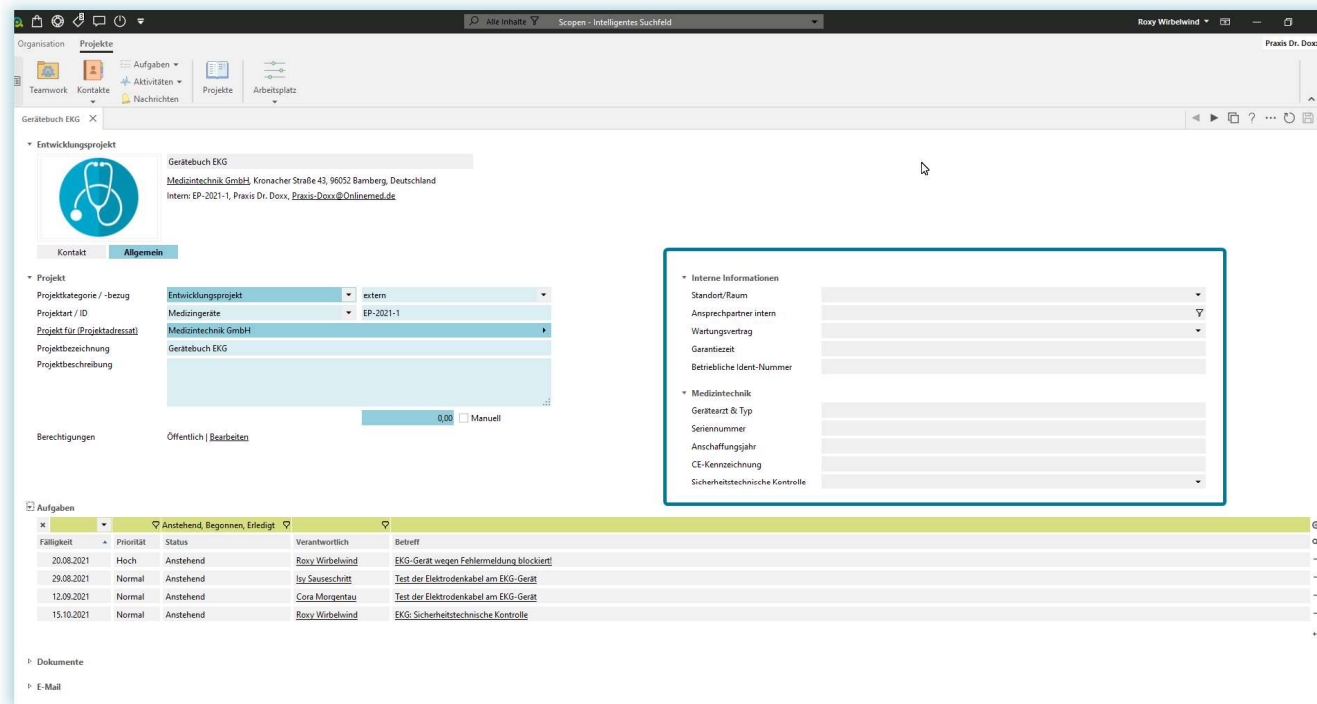 8
Alle Inhalte Scopen - Intelligentes Suchfeld Roxy Wirbelwind
Organisation Projekte Praxis Dr. Dox
Teamwork Kontakte Aufgaben Aktivitäten Nachrichten Projekte Arbeitsplatz
Gerätebuch EKG
Entwicklungsprojekt
Gerätebuch EKG
Medizintechnik GmbH, Kronacher Straße 43, 96052 Bamberg, Deutschland
Intern: EP-2021-1, Praxis Dr. Doxx, Praxis-Doxx@Onlinemed.de
Kontakt Allgemein
Projekt
Projektkategorie / -bezug Entwicklungsprojekt extern
Projektart / ID Medizingeräte EP-2021-1
Projekt für (Projektadressat) Medizintechnik GmbH
Projektbezeichnung Gerätebuch EKG
Projektbeschreibung
0,00 Manuell
Berechtigungen Öffentlich | Bearbeiten
Interne Informationen
Standort/Raum
Ansprechpartner intern
Wartungsvertrag
Garantiezeit
Betriebliche Ident-Nummer
Medizintechnik
Gerätearzt & Typ
Seriennummer
Anschaffungsjahr
CE-Kennzeichnung
Sicherheitstechnische Kontrolle
Aufgaben
Anstehend, Begonnen, Erledigt
Fälligkeit Priorität Status Verantwortlich Betreff
20.08.2021 Hoch Anstehend Roxy Wirbelwind EKG-Gerät wegen Fehlermeldung blockiert!
29.08.2021 Normal Anstehend Isy Sauseschritt Test der Elektrodenkabel am EKG-Gerät
12.09.2021 Normal Anstehend Cora Morgentau Test der Elektrodenkabel am EKG-Gerät
15.10.2021 Normal Anstehend Roxy Wirbelwind EKG: Sicherheitstechnische Kontrolle
Dokumente
E-Mail